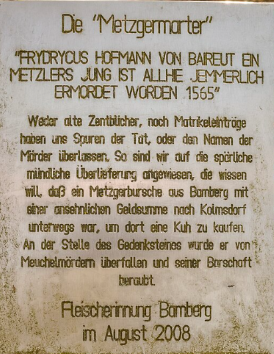 Die "Metzgermarter"
"FRYDRYCUS HOFMANN VON BAIREUT EIN
METZLERS JUNG IST ALLHIE JEMMERLICH
ERMORDET WORDEN 1565"
Weder alte Zentbücher, noch Matrikeleinträge
haben uns Spuren der Tat, oder den Namen der
Mörder überlassen. So sind wir auf die spärliche
mündliche Überlieferung angewiesen, die wissen
will, daß ein Metzgerbursche aus Bamberg mit
einer ansehnlichen Geldsumme nach Kolmsdorf
unterwegs war, um dort eine Kuh zu kaufen.
An der Stelle des Gedenksteines wurde er von
Meuchelmördern überfallen und seiner Barschaft
beraubt.
Fleischerinnung Bamberg
im August 2008